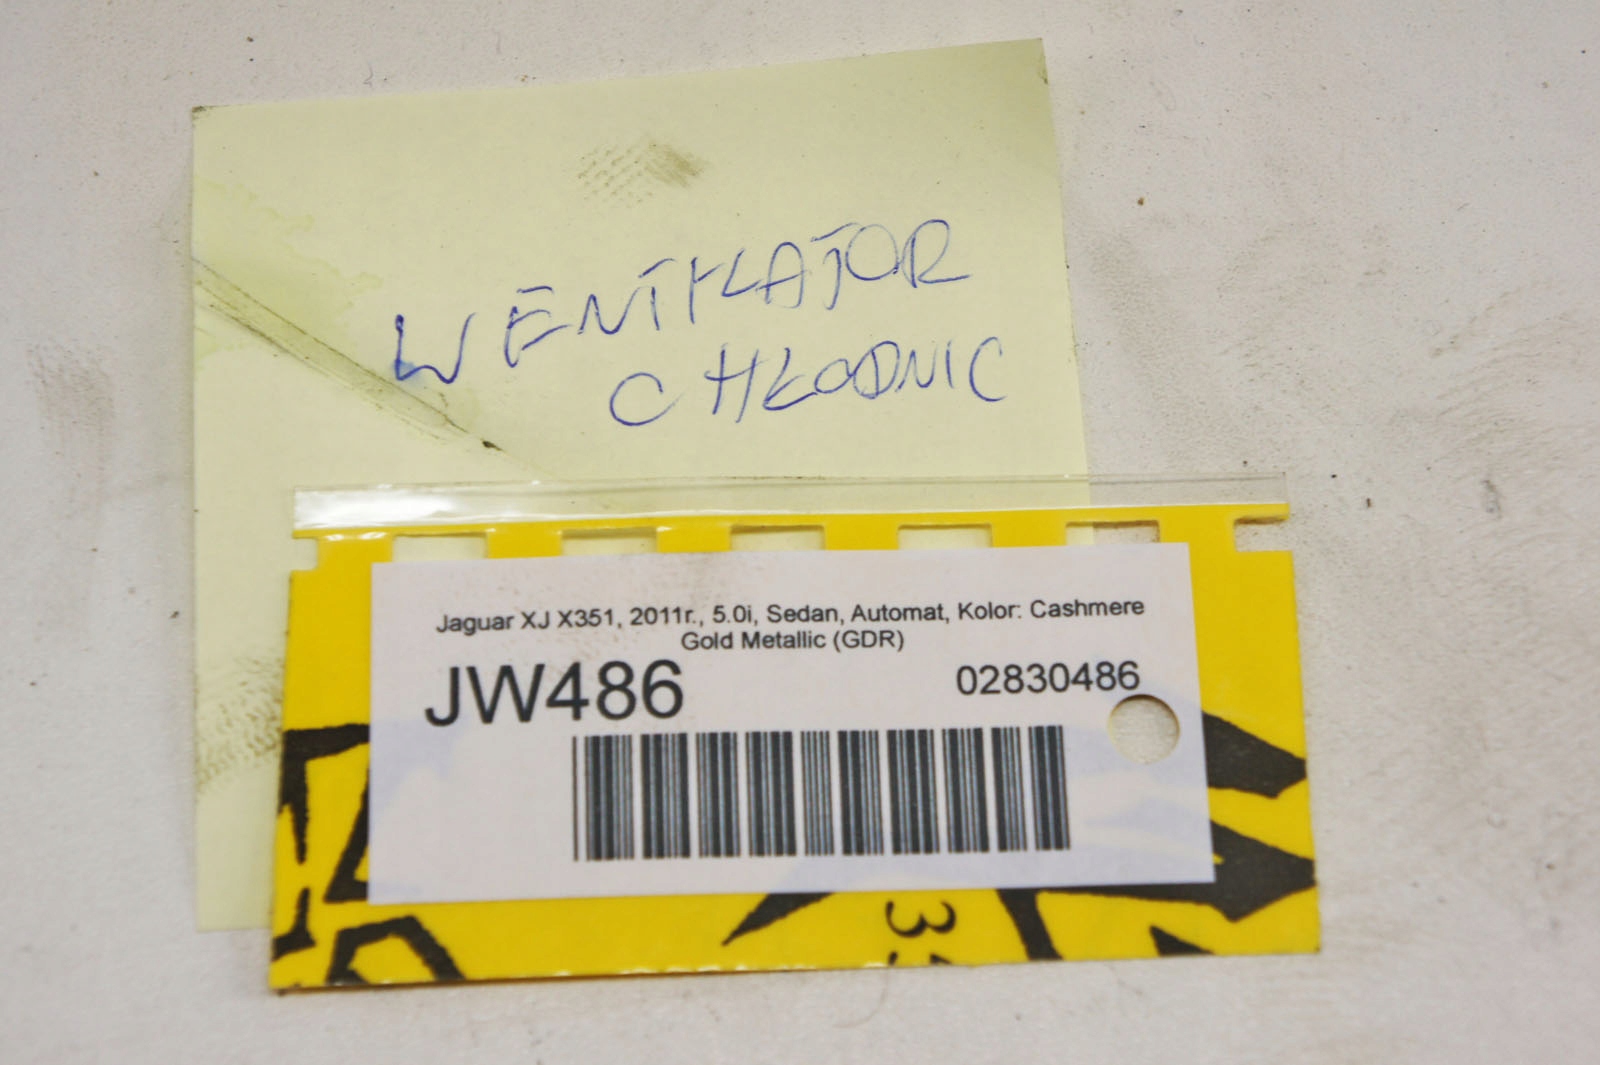 WENTYLATOR
CHŁODNIC
Jaguar XJ X351, 2011r., 5.0i, Sedan, Automat, Kolor: Cashmere
Gold Metallic (GDR)
JW486
02830486